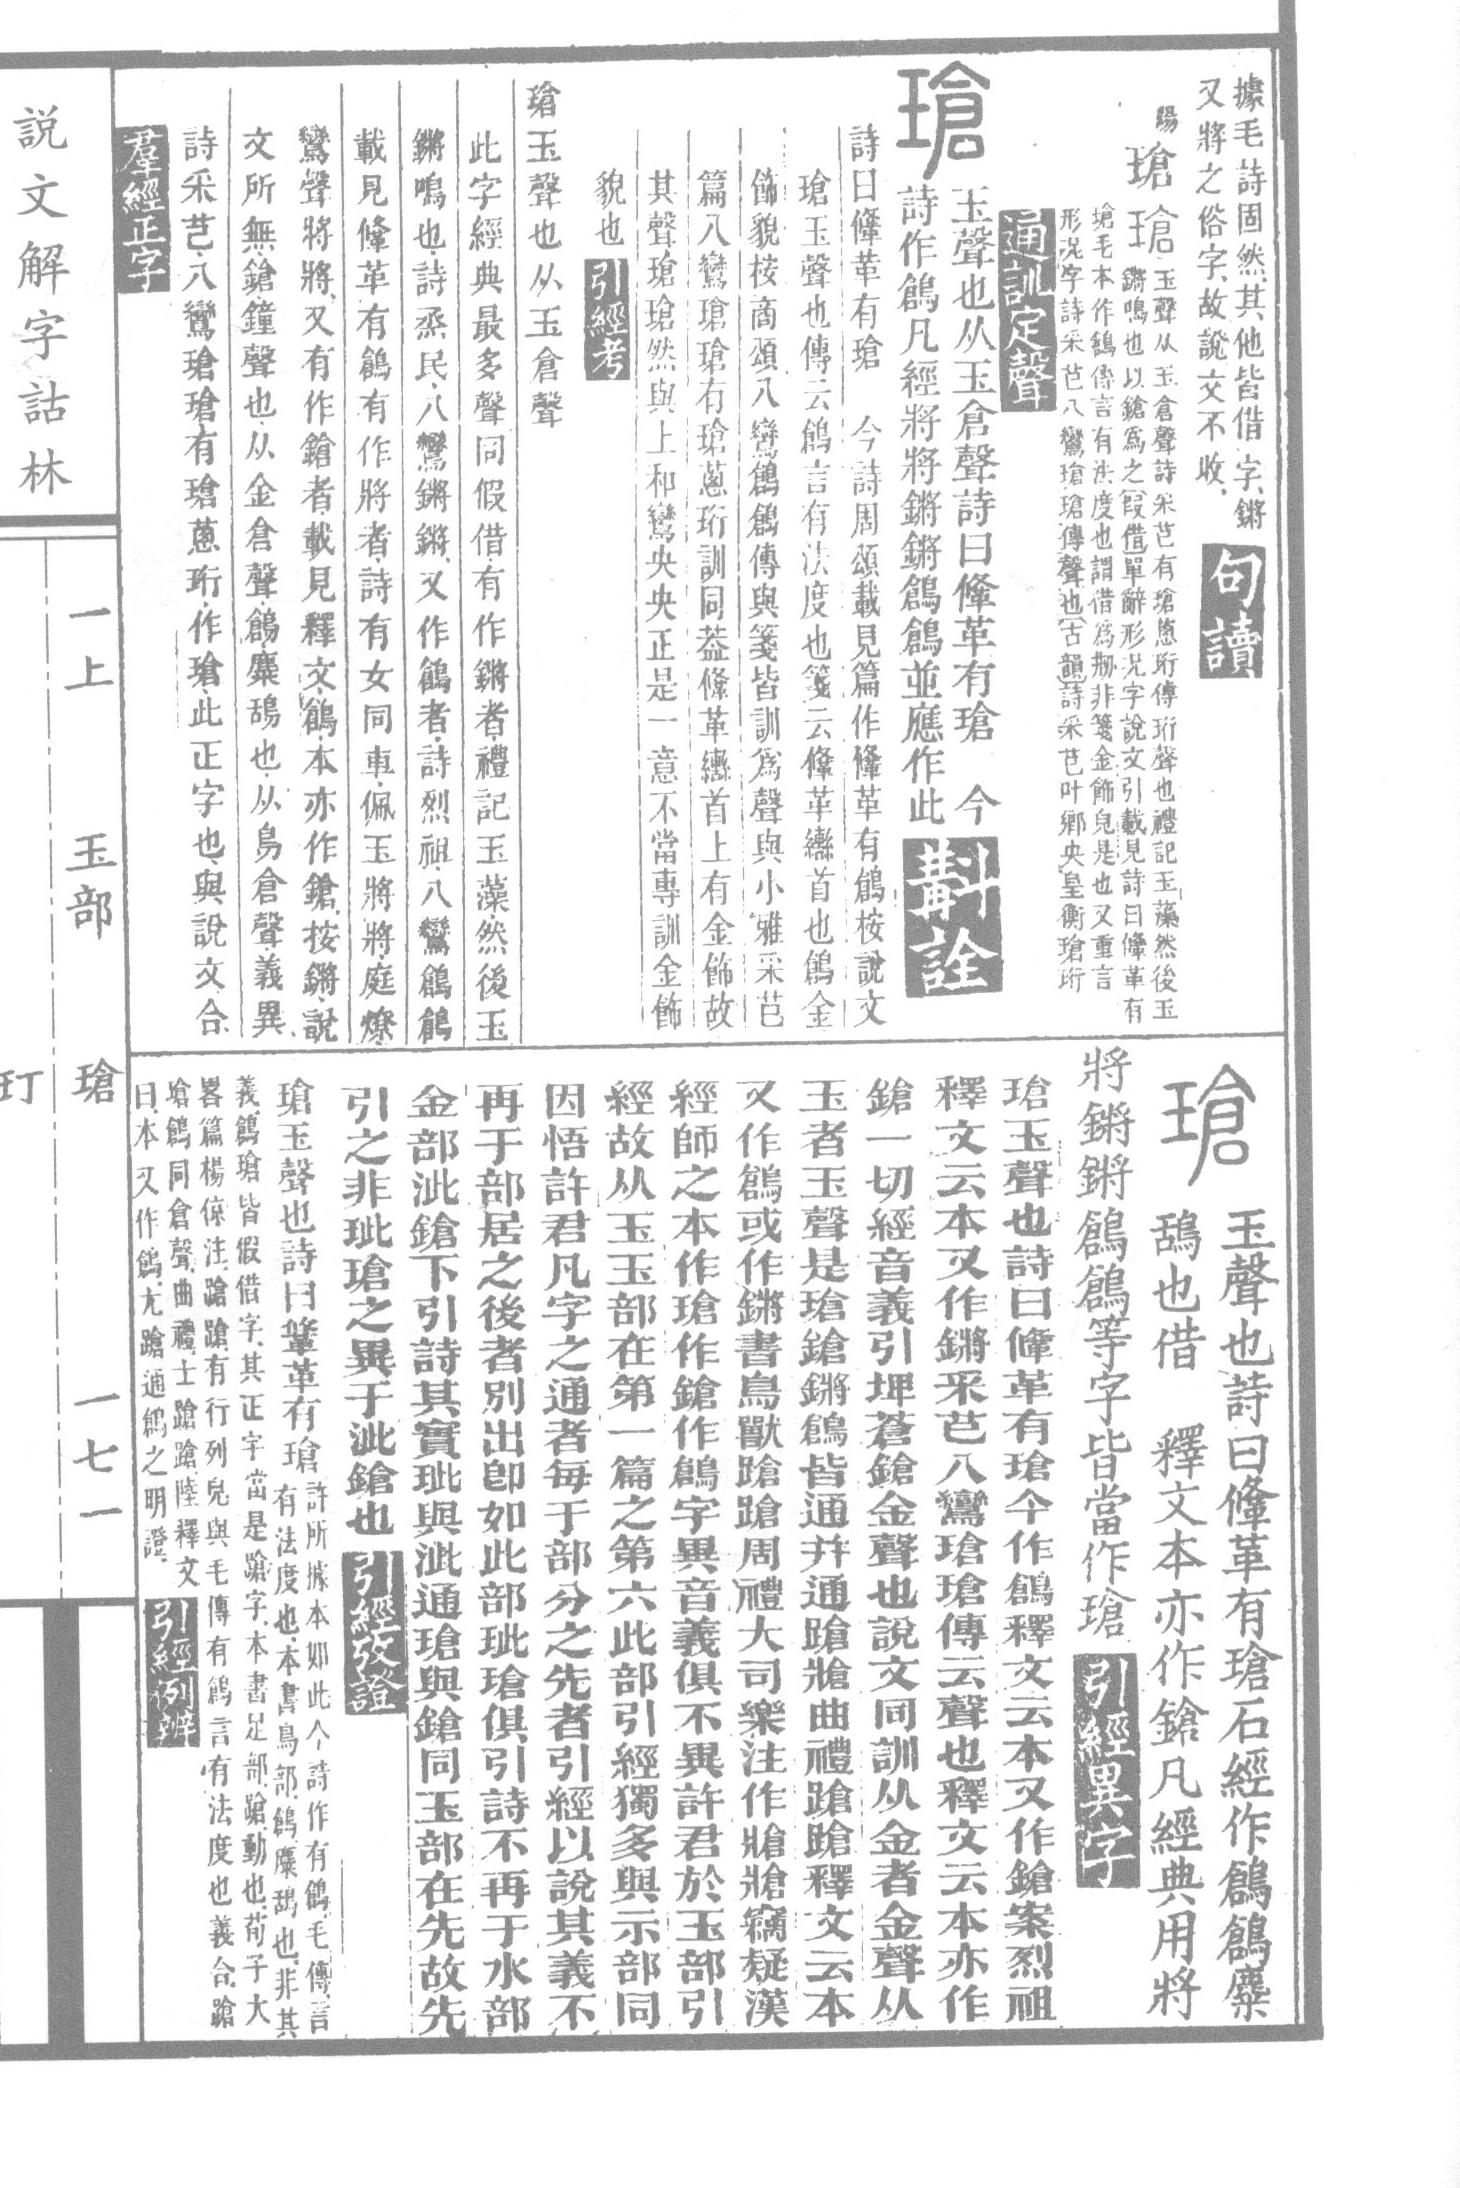 據毛詩固然其他皆借字鏘
又將之俗字故說文不收
句讀
瑲
陽
瑲玉聲从玉倉聲詩采芑有瑲蔥珩傳珩聲也禮記玉藻然後玉
鏘鳴也以鎗爲之叚借單辭形況字說文引載見詩曰鞗革有
瑲毛本作鶬傳言有法度也謂借爲刱非箋金飾皃是也又重言
形況字詩采芑八鸞瑲瑲傳聲也古韻詩采芑叶鄉央皇衡瑲珩
通訓定聲
瑲
玉聲也从玉倉聲詩曰鞗革有瑲 今
詩作鶬凡經將將鏘鏘鶬鶬並應作此
斠詮
詩曰鞗革有瑲 今詩周頌載見篇作鞗革有鶬桉說文
瑲玉聲也傳云鶬言有法度也箋云鞗革轡首也鶬金
飾貌桉商頌八鸞鶬鶬傳與箋皆訓爲聲與小雅采芑
篇八鸞瑲瑲有瑲蔥珩訓同葢鞗革轡首上有金飾故
其聲瑲瑲然與上和鸞央央正是一意不當專訓金飾
貌也
引經考
瑲玉聲也从玉倉聲
此字經典最多聲同假借有作鏘者禮記玉藻然後玉
鏘鳴也詩烝民八鸞鏘鏘又作鶬者詩烈祖八鸞鶬鶬
載見鞗革有鶬有作將者詩有女同車佩玉將將庭燎
鸞聲將將又有作鎗者載見釋文鶬本亦作鎗按鏘說
文所無鎗鐘聲也从金倉聲鶬麋鴰也从鳥倉聲義異
詩采芑八鸞瑲瑲有瑲蔥珩作瑲此正字也與說文合
羣經正字
瑲
玉聲也詩曰鞗革有瑲石經作鶬鶬麋
鴰也借 釋文本亦作鎗凡經典用將
將鏘鏘鶬鶬等字皆當作瑲
引經異字
瑲玉聲也詩曰鞗革有瑲今作鶬釋文云本又作鎗案烈祖
釋文云本又作鏘采芑八鸞瑲瑲傳云聲也釋文云本亦作
鎗一切經音義引埤蒼鎗金聲也說文同訓从金者金聲从
玉者玉聲是瑲鎗鏘鶬皆通幷通蹌牄曲禮蹌蹌釋文云本
又作鶬或作鏘書鳥獸蹌蹌周禮大司樂注作牄牄竊疑漢
經師之本作瑲作鎗作鶬字異音義俱不異許君於玉部引
經故从玉玉部在第一篇之第六此部引經獨多與示部同
因悟許君凡字之通者每于部分之先者引經以說其義不
再于部居之後者別出卽如此部玼瑲俱引詩不再于水部
金部泚鎗下引詩其實玼與泚通瑲與鎗同玉部在先故先
引之非玼瑲之異于泚鎗也
引經攷證
瑲玉聲也詩曰鞗革有瑲許所據本如此今詩作有鶬毛傳言
有法度也本書鳥部鶬麋鴰也非其
義鶬瑲皆假借字其正字當是蹌字本書足部蹌動也荀子大
畧篇楊倞注蹌蹌有行列皃與毛傳有鶬言有法度也義合蹌
瑲鶬同倉聲曲禮士蹌蹌陸釋文
曰本又作鶬尤蹌通鶬之明證
引經例辨
說文解字詁林
一上 玉部 瑲 一七一
玎